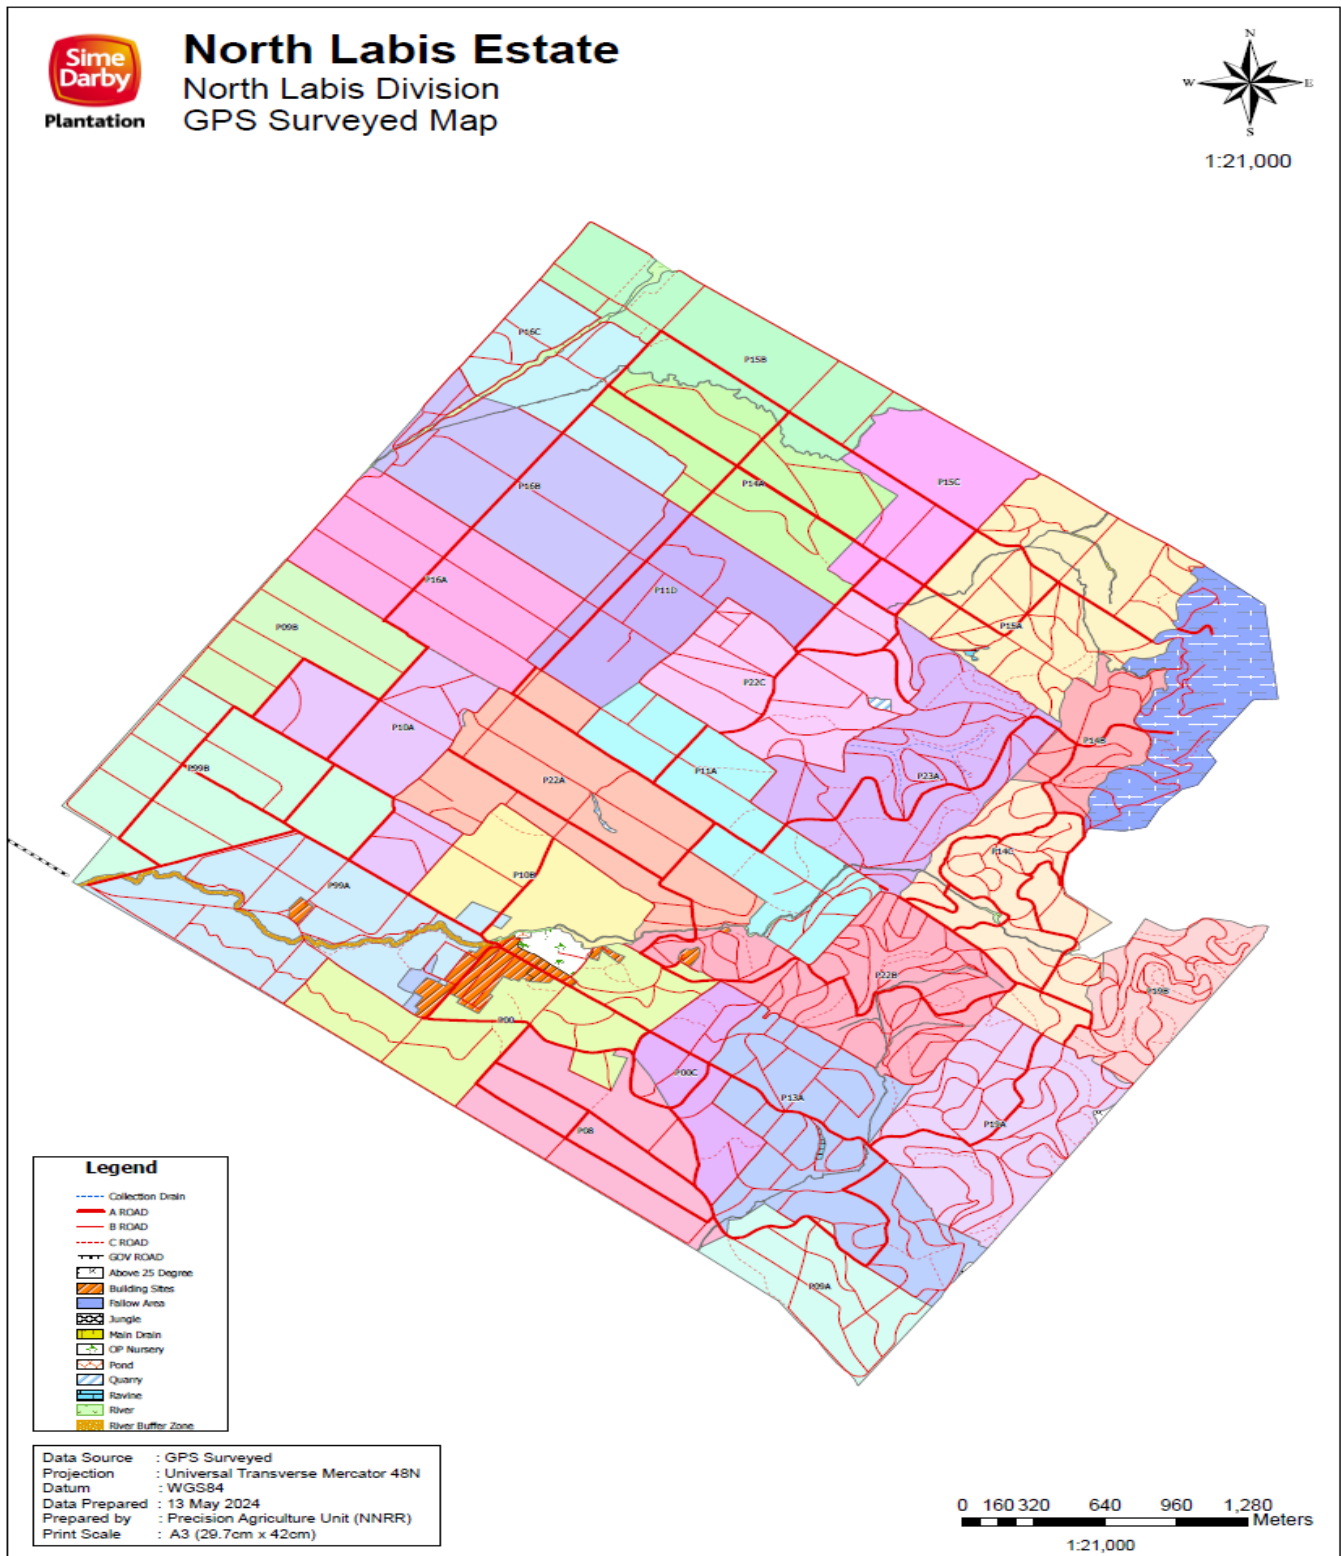 Sime
Darby
Plantation
North Labis Estate
North Labis Division
GPS Surveyed Map
N
W
E
S
1:21,000
P16C
P15B
P16B
P14A
P15C
P16A
P11D
P15A
P09B
P22C
P10A
P14B
P99B
P22A
P11A
P23A
P14C
P99A
P10B
P22B
P19B
P00
P00C
P13A
P19A
P08
P09A
Legend
Collection Drain
A ROAD
B ROAD
C ROAD
GOV ROAD
Above 25 Degree
Building Sites
Fallow Area
Jungle
Main Drain
OP Nursery
Pond
Quarry
Ravine
River
River Buffer Zone
Data Source : GPS Surveyed
Projection : Universal Transverse Mercator 48N
Datum : WGS84
Data Prepared : 13 May 2024
Prepared by : Precision Agriculture Unit (NNRR)
Print Scale : A3 (29.7cm x 42cm)
0 160 320 640 960 1,280
Meters
1:21,000